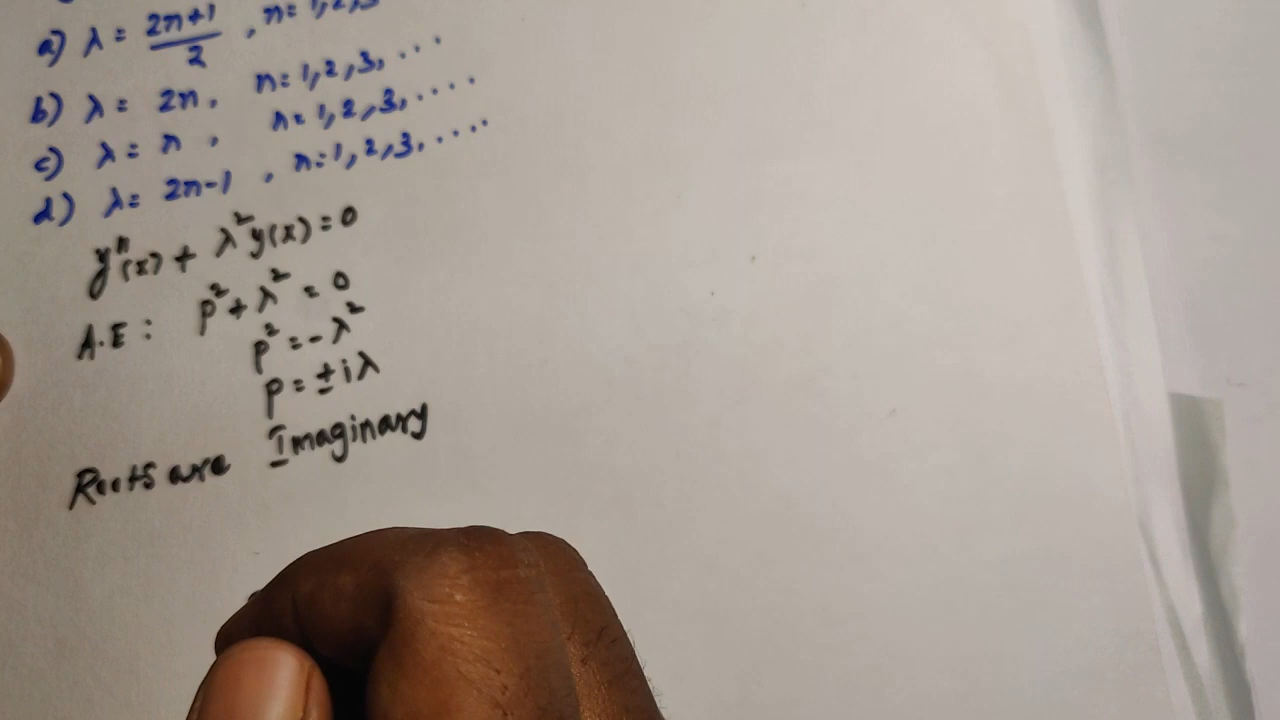 a) λ = 2n+1/2 , n = 1,2,3
b) λ = 2n, n = 1,2,3, ...
c) λ = n , n = 1,2,3, ....
d) λ = 2n-1 , n = 1,2,3, ....
y''(x) + λ²y(x) = 0
A.E : p² + λ² = 0
p² = -λ²
p = ±iλ
Roots are Imaginary